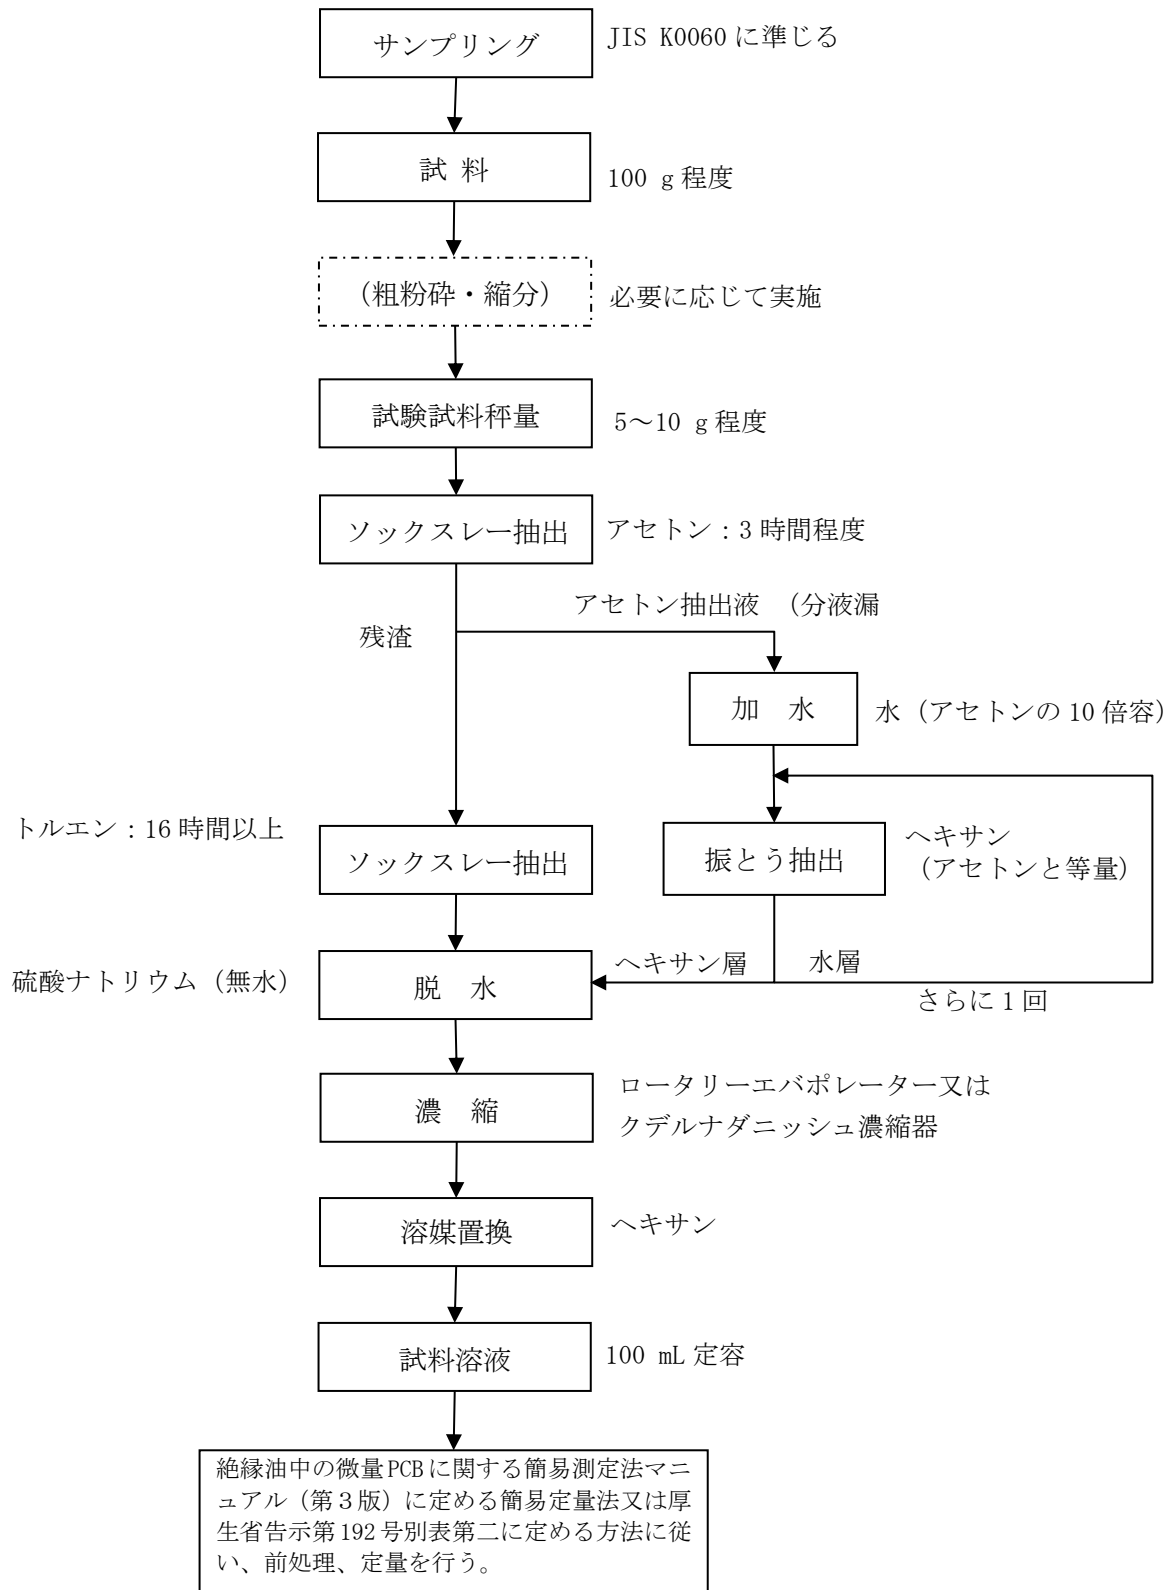 サンプリング
JIS K0060 に準じる
試 料
100 g 程度
（粗粉砕・縮分）
必要に応じて実施
試験試料秤量
5～10 g 程度
ソックスレー抽出
アセトン：3 時間程度
アセトン抽出液 （分液漏
残渣
加 水
水（アセトンの 10 倍容）
トルエン：16 時間以上
ソックスレー抽出
振とう抽出
ヘキサン
（アセトンと等量）
硫酸ナトリウム（無水）
脱 水
ヘキサン層
水層
さらに 1 回
濃 縮
ロータリーエバポレーター又は
クデルナダニッシュ濃縮器
溶媒置換
ヘキサン
試料溶液
100 mL 定容
絶縁油中の微量 PCB に関する簡易測定法マニ
ュアル（第３版）に定める簡易定量法又は厚
生省告示第 192 号別表第二に定める方法に従
い、前処理、定量を行う。